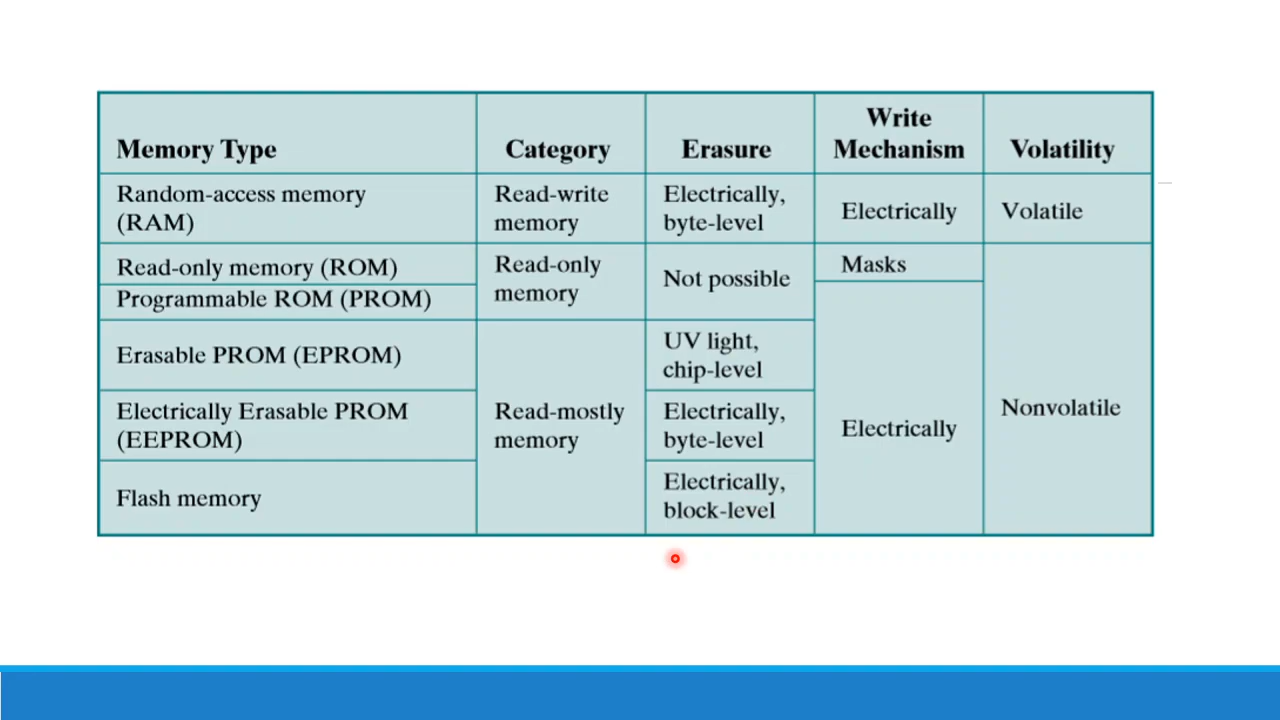 Memory Type
Category
Erasure
Write
Mechanism
Volatility
Random-access memory
(RAM)
Read-write
memory
Electrically,
byte-level
Electrically
Volatile
Read-only memory (ROM)
Read-only
memory
Not possible
Masks
Nonvolatile
Programmable ROM (PROM)
Electrically
Erasable PROM (EPROM)
Read-mostly
memory
UV light,
chip-level
Electrically Erasable PROM
(EEPROM)
Electrically,
byte-level
Flash memory
Electrically,
block-level